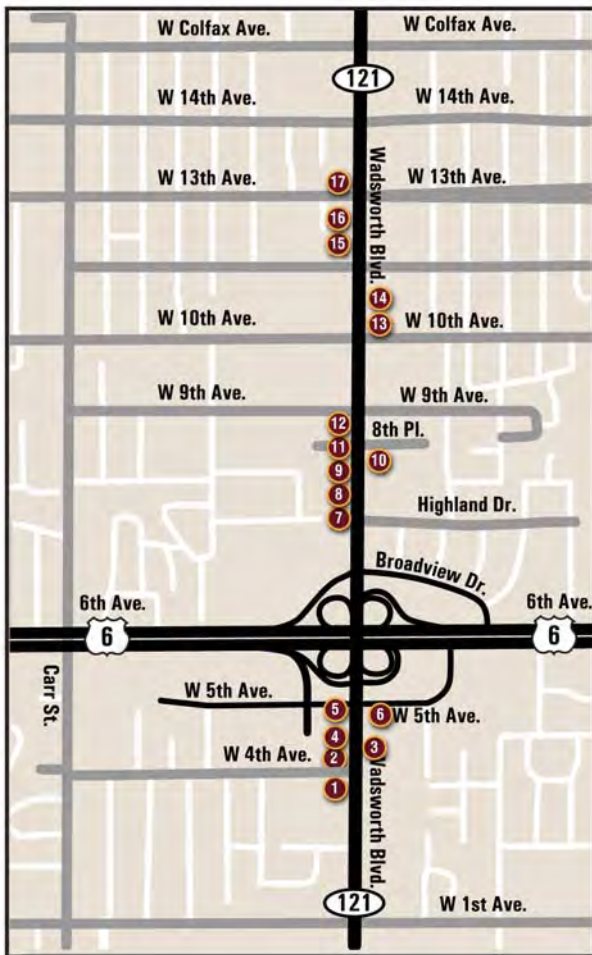 W Colfax Ave. W Colfax Ave.
121
W 14th Ave. W 14th Ave.
Wadsworth Blvd.
W 13th Ave. 17 W 13th Ave.
16
15
14
13
W 10th Ave. W 10th Ave.
W 9th Ave. W 9th Ave.
12
8th Pl.
11
10
9
8
7
Highland Dr.
Broadview Dr.
6th Ave. 6th Ave.
6 6
Carr St.
W 5th Ave.
5 6 W 5th Ave.
4
3
W 4th Ave. 2
1
Wadsworth Blvd.
121
W 1st Ave.